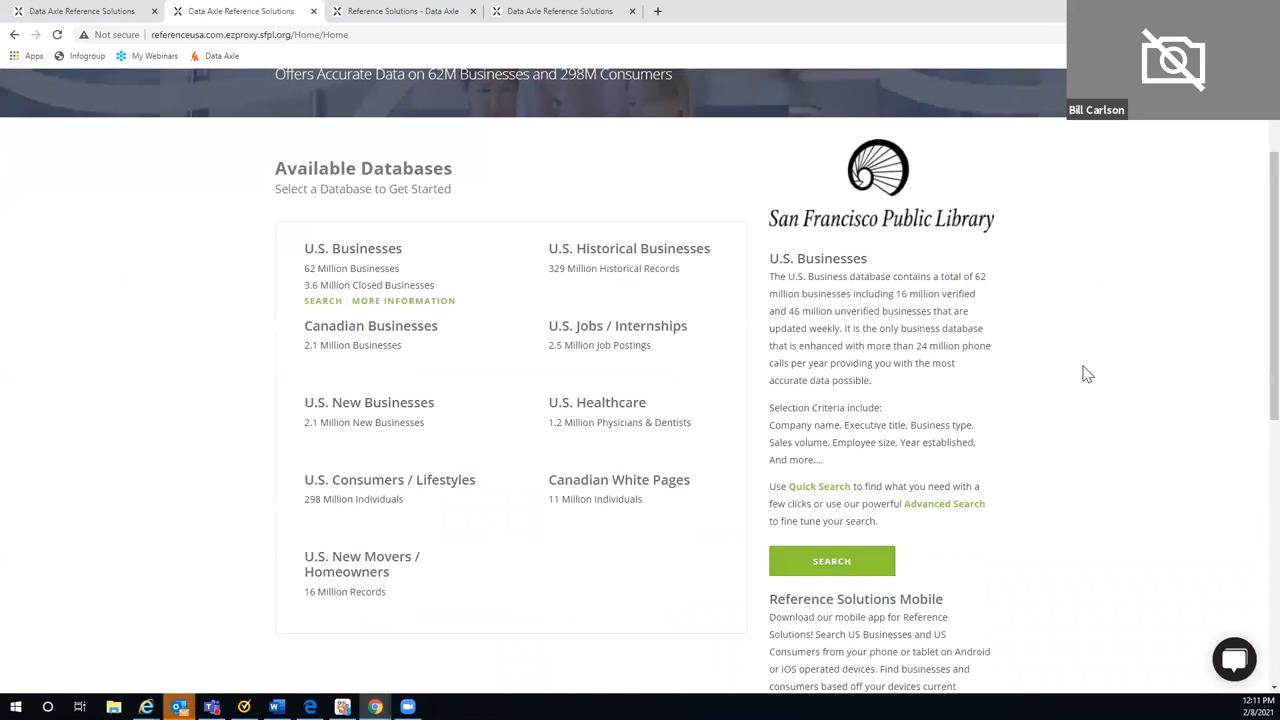 Data Axle Reference Solutions
Data Axle Reference Solutions
Reference Solutions - Data Axle
Data Axle Reference Solutions
Not secure
referenceusa.com.ezproxy.sfpl.org/Home/Home
Apps
Infogroup
My Webinars
Data Axle
Bill Carlson
Offers Accurate Data on 62M Businesses and 298M Consumers
Available Databases
Select a Database to Get Started
U.S. Businesses
62 Million Businesses
3.6 Million Closed Businesses
SEARCH | MORE INFORMATION
U.S. Historical Businesses
329 Million Historical Records
Canadian Businesses
2.1 Million Businesses
U.S. Jobs / Internships
2.5 Million Job Postings
U.S. New Businesses
2.1 Million New Businesses
U.S. Healthcare
1.2 Million Physicians & Dentists
U.S. Consumers / Lifestyles
298 Million Individuals
Canadian White Pages
11 Million Individuals
U.S. New Movers /
Homeowners
16 Million Records
San Francisco Public Library
U.S. Businesses
The U.S. Business database contains a total of 62
million businesses including 16 million verified
and 46 million unverified businesses that are
updated weekly. It is the only business database
that is enhanced with more than 24 million phone
calls per year providing you with the most
accurate data possible.
Selection Criteria include:
Company name, Executive title, Business type,
Sales volume, Employee size, Year established,
And more....
Use Quick Search to find what you need with a
few clicks or use our powerful Advanced Search
to fine tune your search.
SEARCH
Reference Solutions Mobile
Download our mobile app for Reference
Solutions! Search US Businesses and US
Consumers from your phone or tablet on Android
or iOS operated devices. Find businesses and
consumers based off your devices current
12:11 PM
2/8/2021